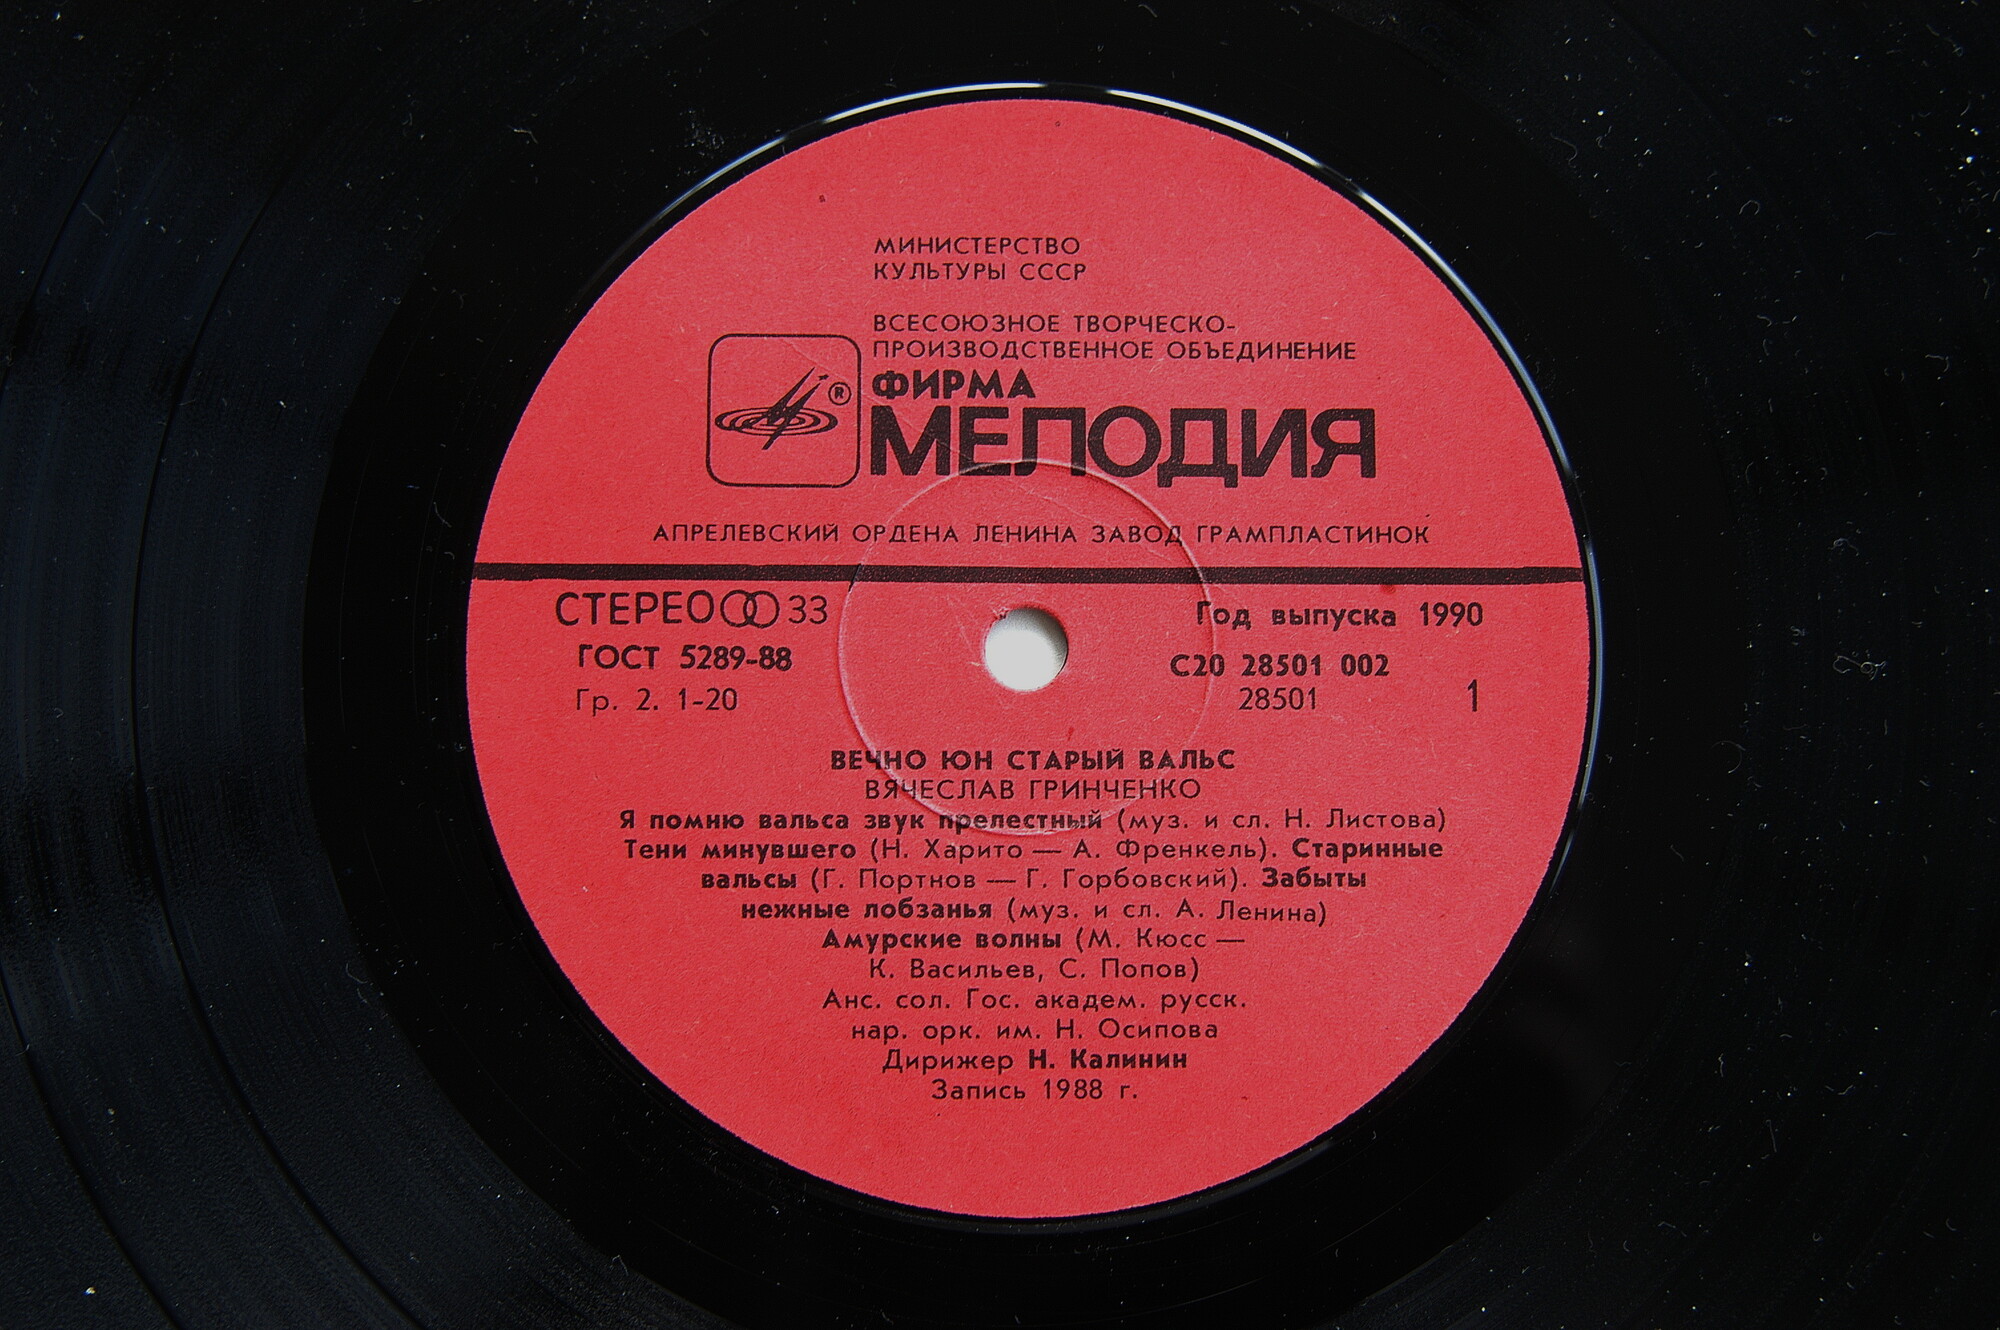 МИНИСТЕРСТВО
КУЛЬТУРЫ СССР
ВСЕСОЮЗНОЕ ТВОРЧЕСКО-
ПРОИЗВОДСТВЕННОЕ ОБЪЕДИНЕНИЕ
®
ФИРМА
МЕЛОДИЯ
АПРЕЛЕВСКИЙ ОРДЕНА ЛЕНИНА ЗАВОД ГРАМПЛАСТИНОК
СТЕРЕО 33
Год выпуска 1990
ГОСТ 5289-88
С20 28501 002
Гр. 2. 1-20
28501
1
ВЕЧНО ЮН СТАРЫЙ ВАЛЬС
ВЯЧЕСЛАВ ГРИНЧЕНКО
Я помню вальса звук прелестный (муз. и сл. Н. Листова)
Тени минувшего (Н. Харито — А. Френкель). Старинные
вальсы (Г. Портнов — Г. Горбовский). Забыты
нежные лобзанья (муз. и сл. А. Ленина)
Амурские волны (М. Кюсс —
К. Васильев, С. Попов)
Анс. сол. Гос. академ. русск.
нар. орк. им. Н. Осипова
Дирижер Н. Калинин
Запись 1988 г.